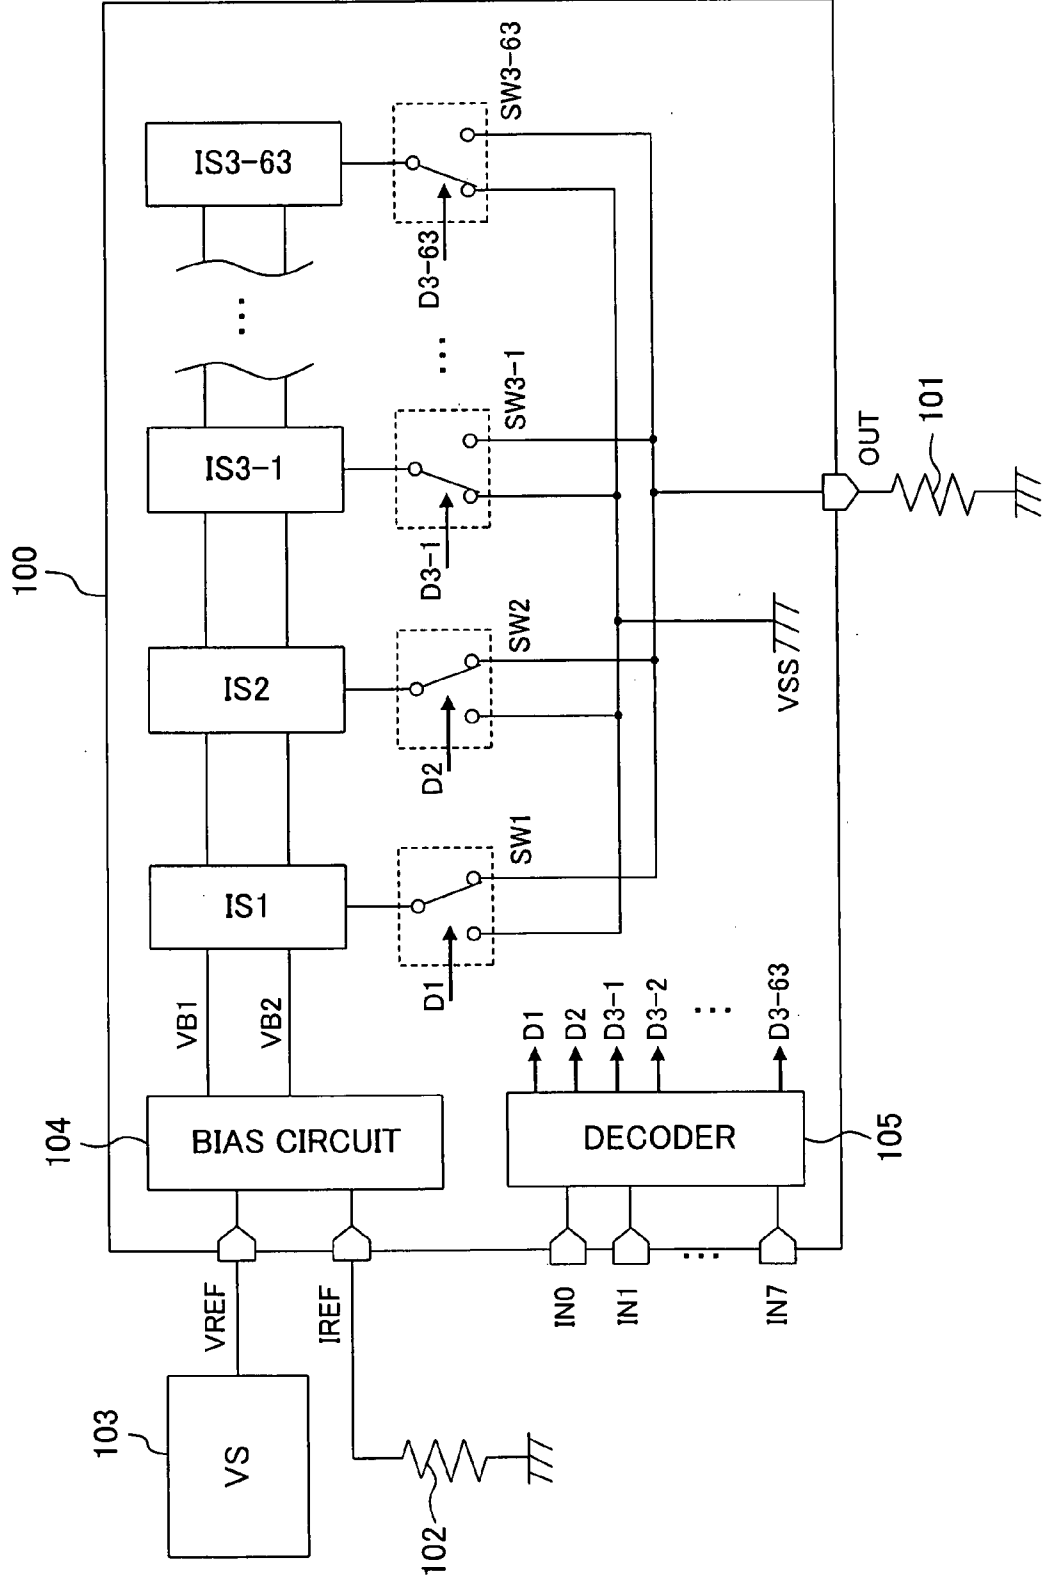 100
103
VS
VREF
IREF
102
104
BIAS CIRCUIT
VB1
VB2
IS1
IS2
IS3-1
...
IS3-63
D1
SW1
D2
SW2
D3-1
SW3-1
...
D3-63
SW3-63
IN0
IN1
...
IN7
DECODER
105
D1
D2
D3-1
D3-2
...
D3-63
VSS
OUT
101